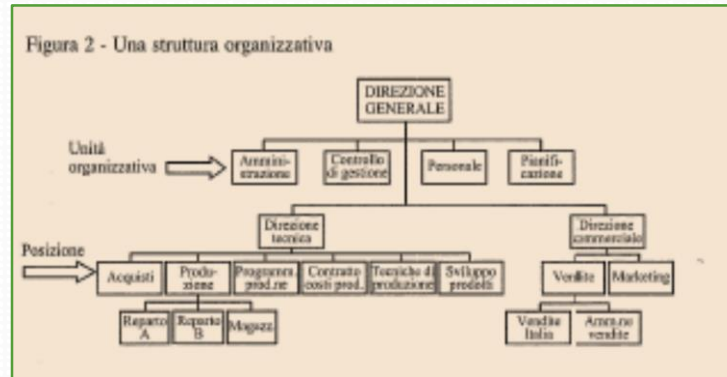 Figura 2 - Una struttura organizzativa
DIREZIONE
GENERALE
Unità
organizzativa
Ammini-
strazione
Controllo
di gestione
Personale
Pianifi-
cazione
Direzione
tecnica
Direzione
commerciale
Posizione
Acquisti
Produ-
zione
Programm.
prod.ne
Contratto
costi prod.
Tecniche di
produzione
Sviluppo
prodotti
Vendite
Marketing
Reparto
A
Reparto
B
Magazz.
Vendite
Italia
Amm.ne
vendite